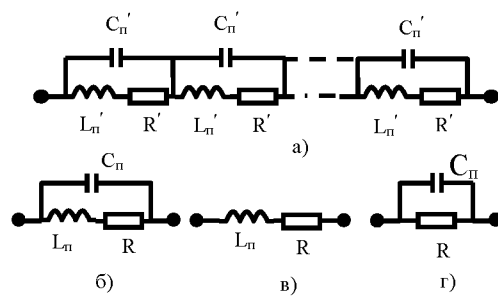 Cп′ Cп′ Cп′
Lп′ R′ Lп′ R′ Lп′ R′
а)
Cп Cп
Lп R Lп R R
б) в) г)